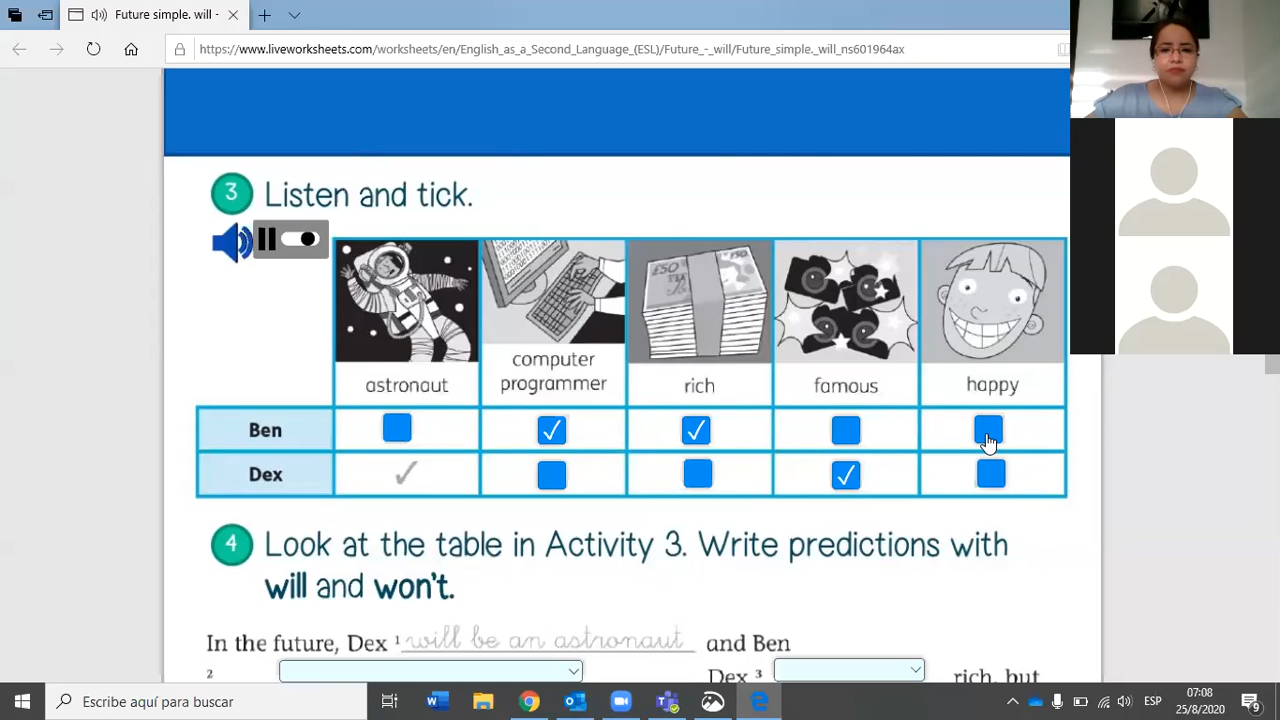 Future simple. will -
https://www.liveworksheets.com/worksheets/en/English_as_a_Second_Language_(ESL)/Future_-_will/Future_simple._will_ns601964ax
3 Listen and tick.
astronaut
computer
programmer
rich
famous
happy
Ben
Dex
4 Look at the table in Activity 3. Write predictions with
will and won't.
In the future, Dex ¹ will be an astronaut and Ben
² Dex ³ rich, but
Escribe aquí para buscar
ESP
07:08
25/8/2020
9